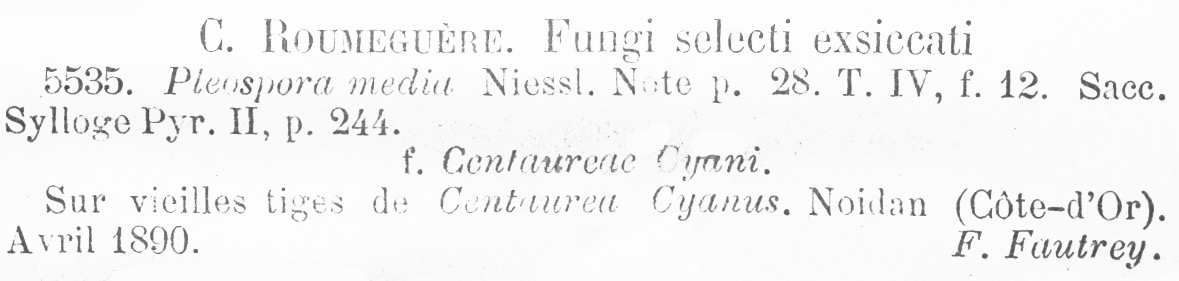 C. ROUMEGUÈRE. Fungi selecti exsiccati
5535. Pleospora media Niessl. Note p. 28. T. IV, f. 12. Sacc.
Sylloge Pyr. II, p. 244.
f. Centaureae Cyani.
Sur vieilles tiges de Centaurea Cyanus. Noidan (Côte-d'Or).
Avril 1890. F. Fautrey.